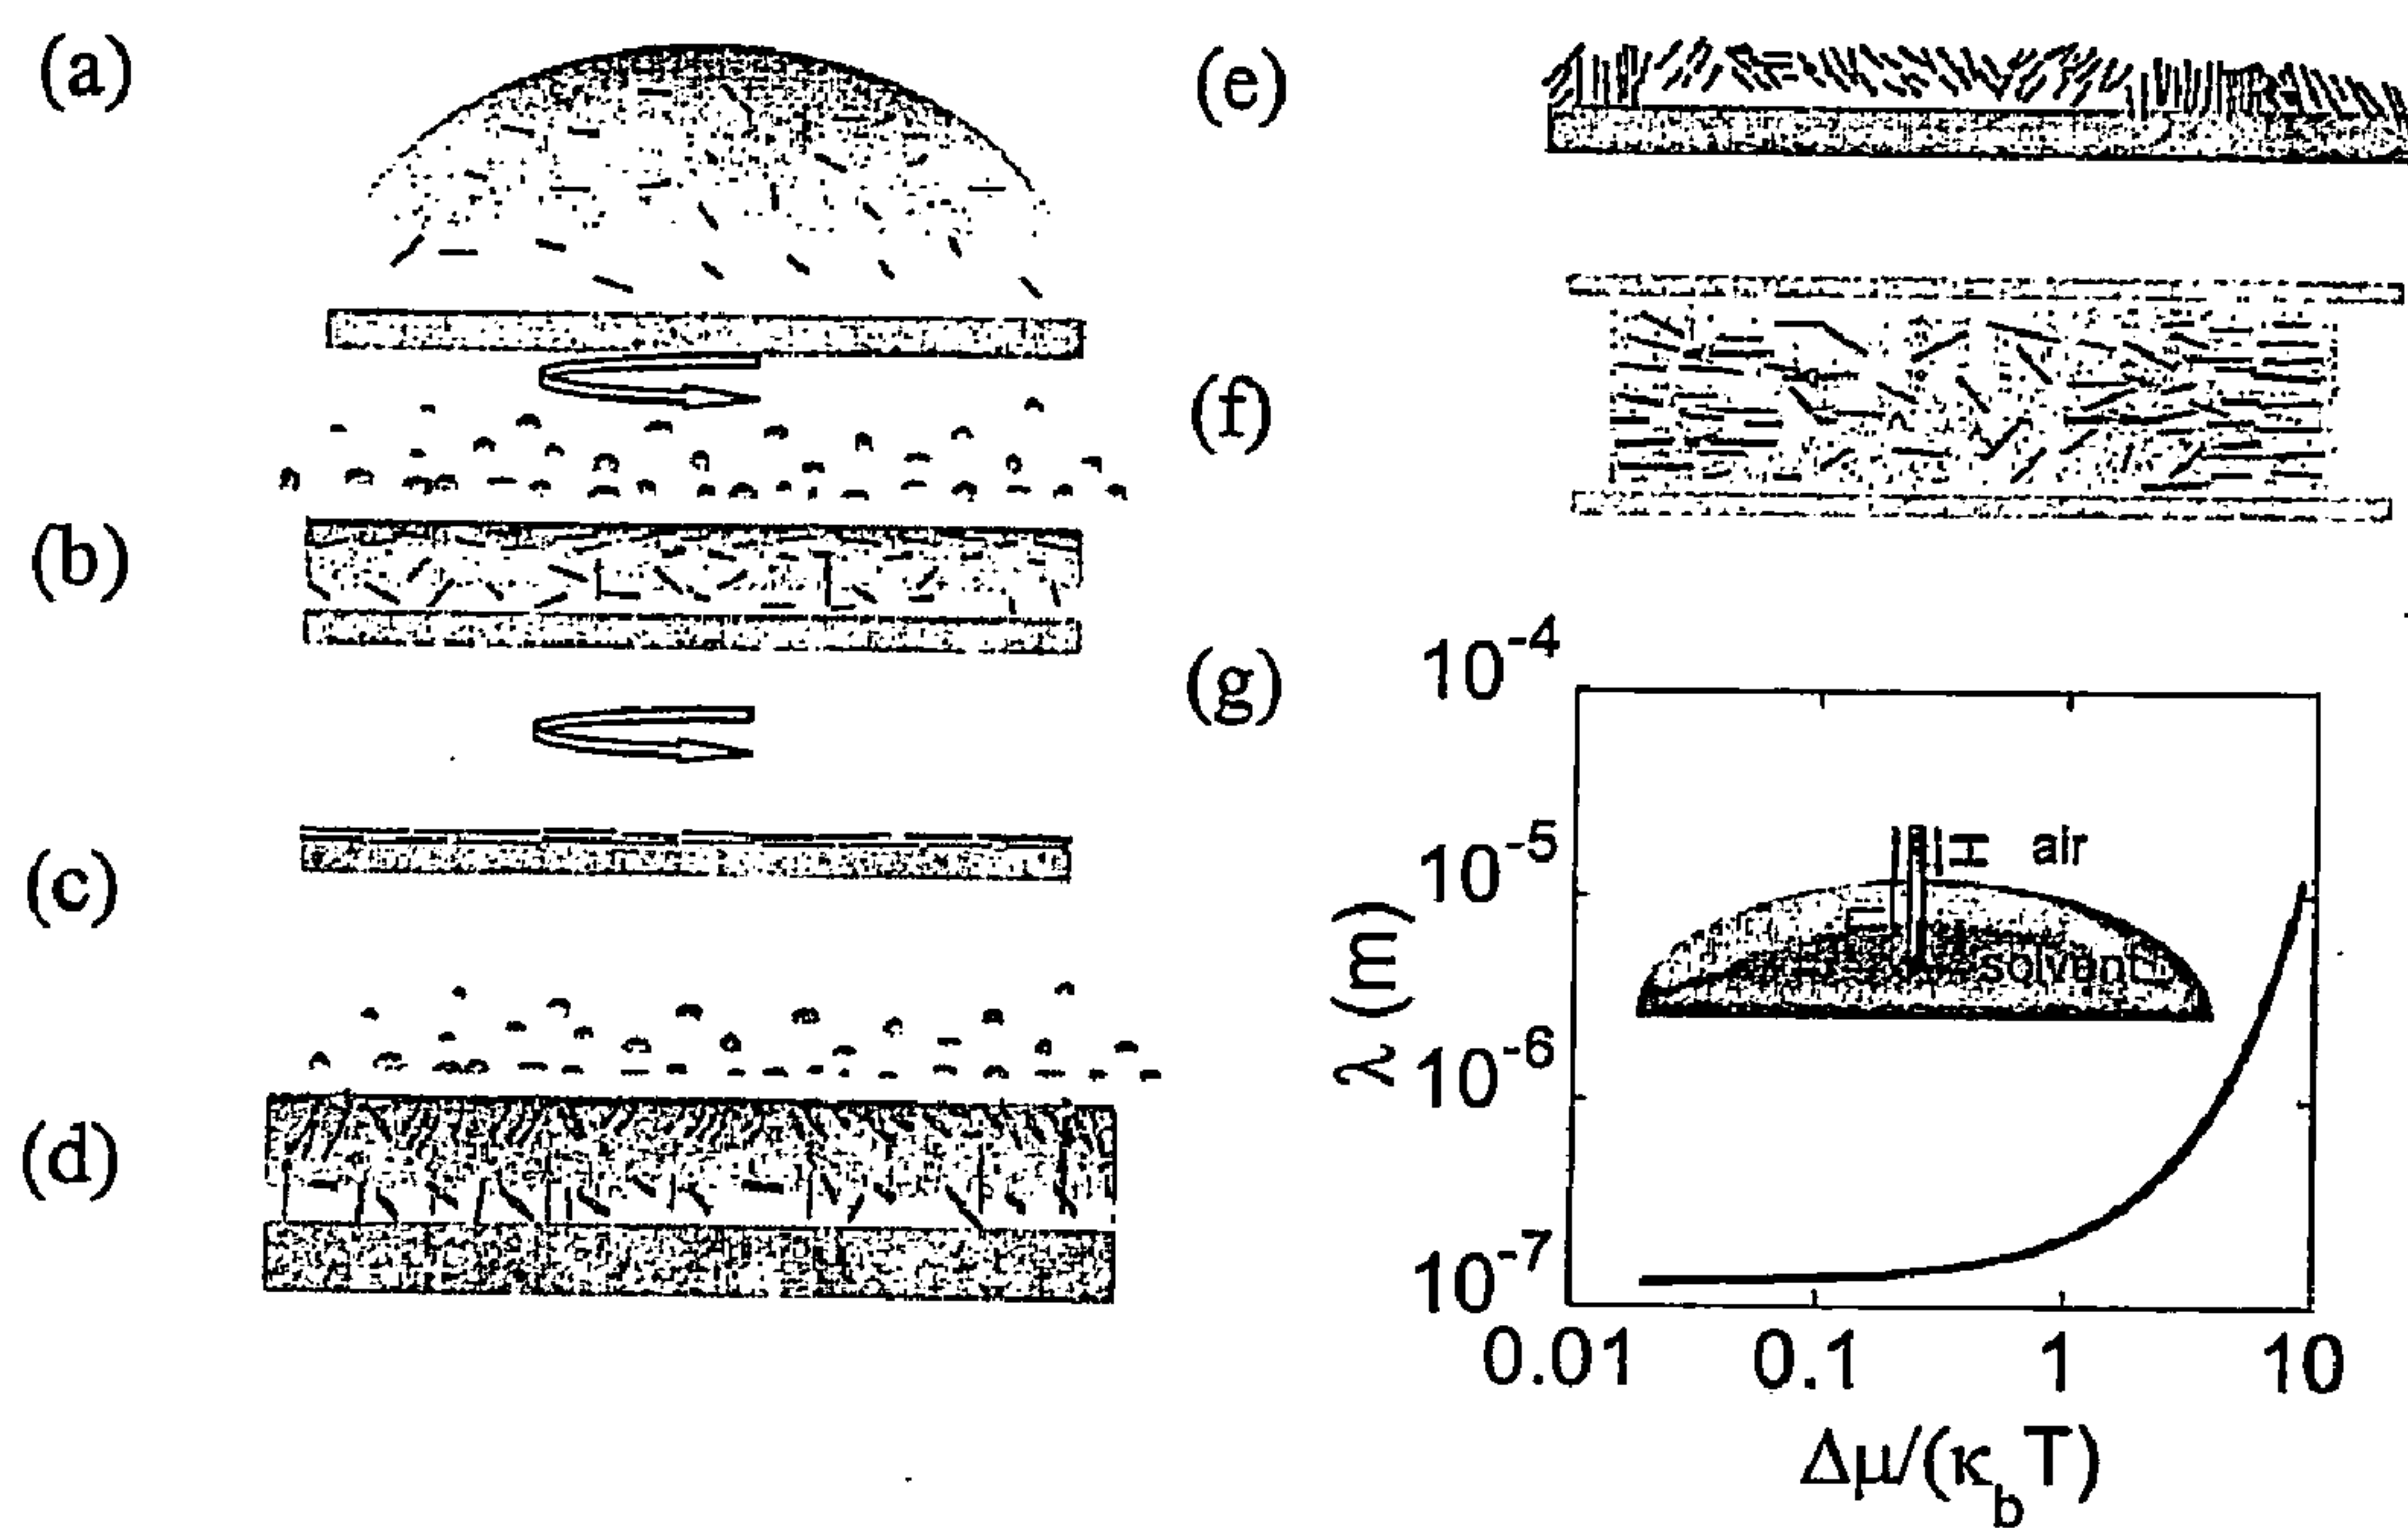 (a)
(b)
(c)
(d)
(e)
(f)
(g)
10⁻⁴
10⁻⁵
10⁻⁶
10⁻⁷
λ (m)
H air
L
solvent
0.01 0.1 1 10
Δμ/(κ_bT)